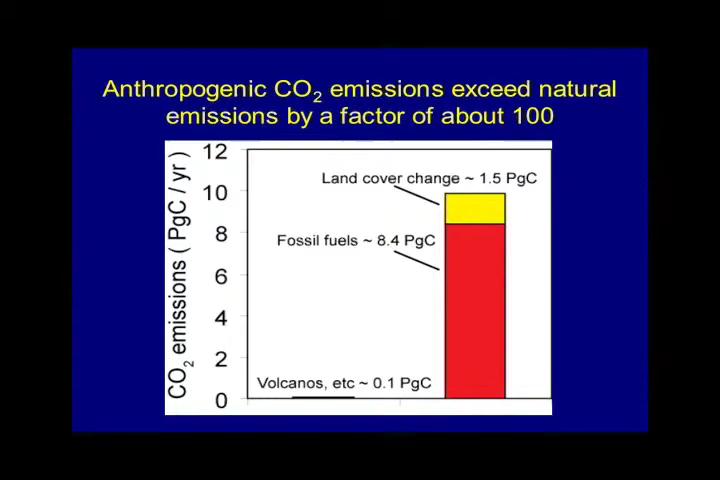 Anthropogenic CO2 emissions exceed natural
emissions by a factor of about 100
12
10
8
6
4
2
0
CO2 emissions ( PgC / yr )
Land cover change ~ 1.5 PgC
Fossil fuels ~ 8.4 PgC
Volcanos, etc ~ 0.1 PgC